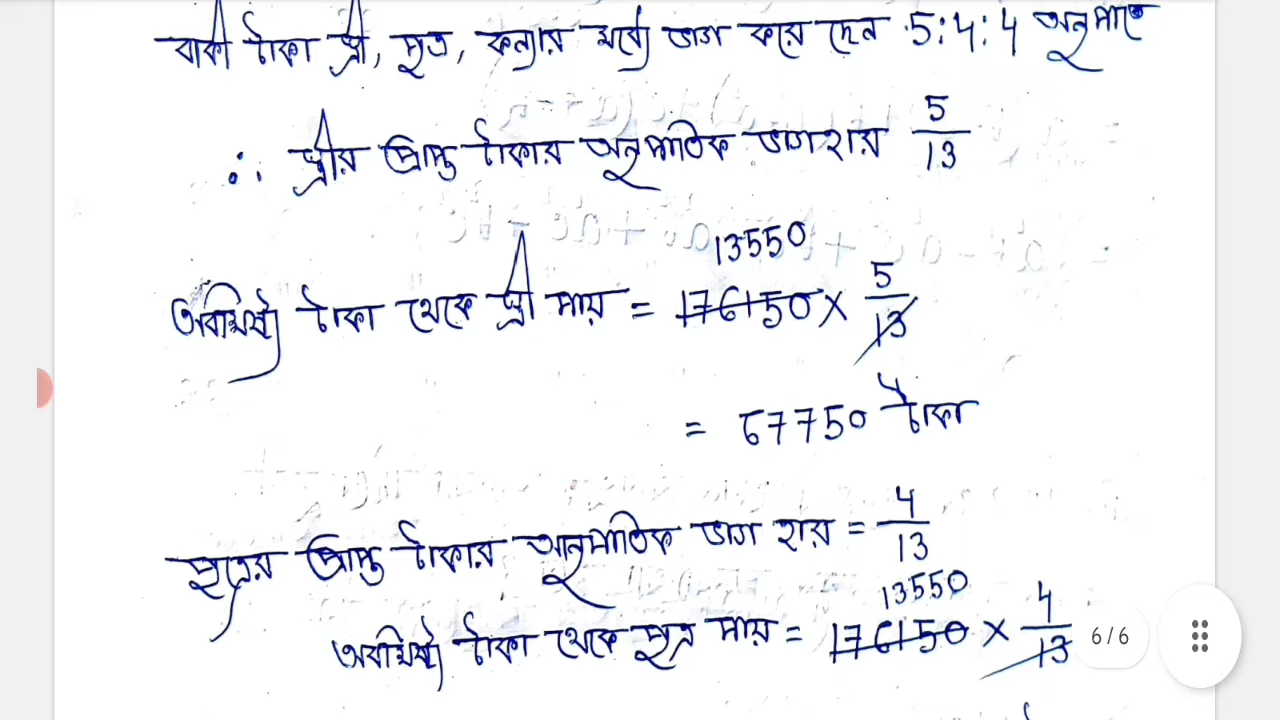 বাকী টাকা স্ত্রী, পুত্র, কন্যার মধ্যে ভাগ করে দেন 5:4:4 অনুপাতে
∴ স্ত্রীর প্রাপ্ত টাকার অনুপাতিক ভাগহার 5/13
13550
অবশিষ্ট টাকা থেকে স্ত্রী পায় = 176150 × 5/13
= 67750 টাকা
পুত্রের প্রাপ্ত টাকার আনুপাতিক ভাগ হার = 4/13
13550
অবশিষ্ট টাকা থেকে পুত্র পায় = 176150 × 4/13
6/6